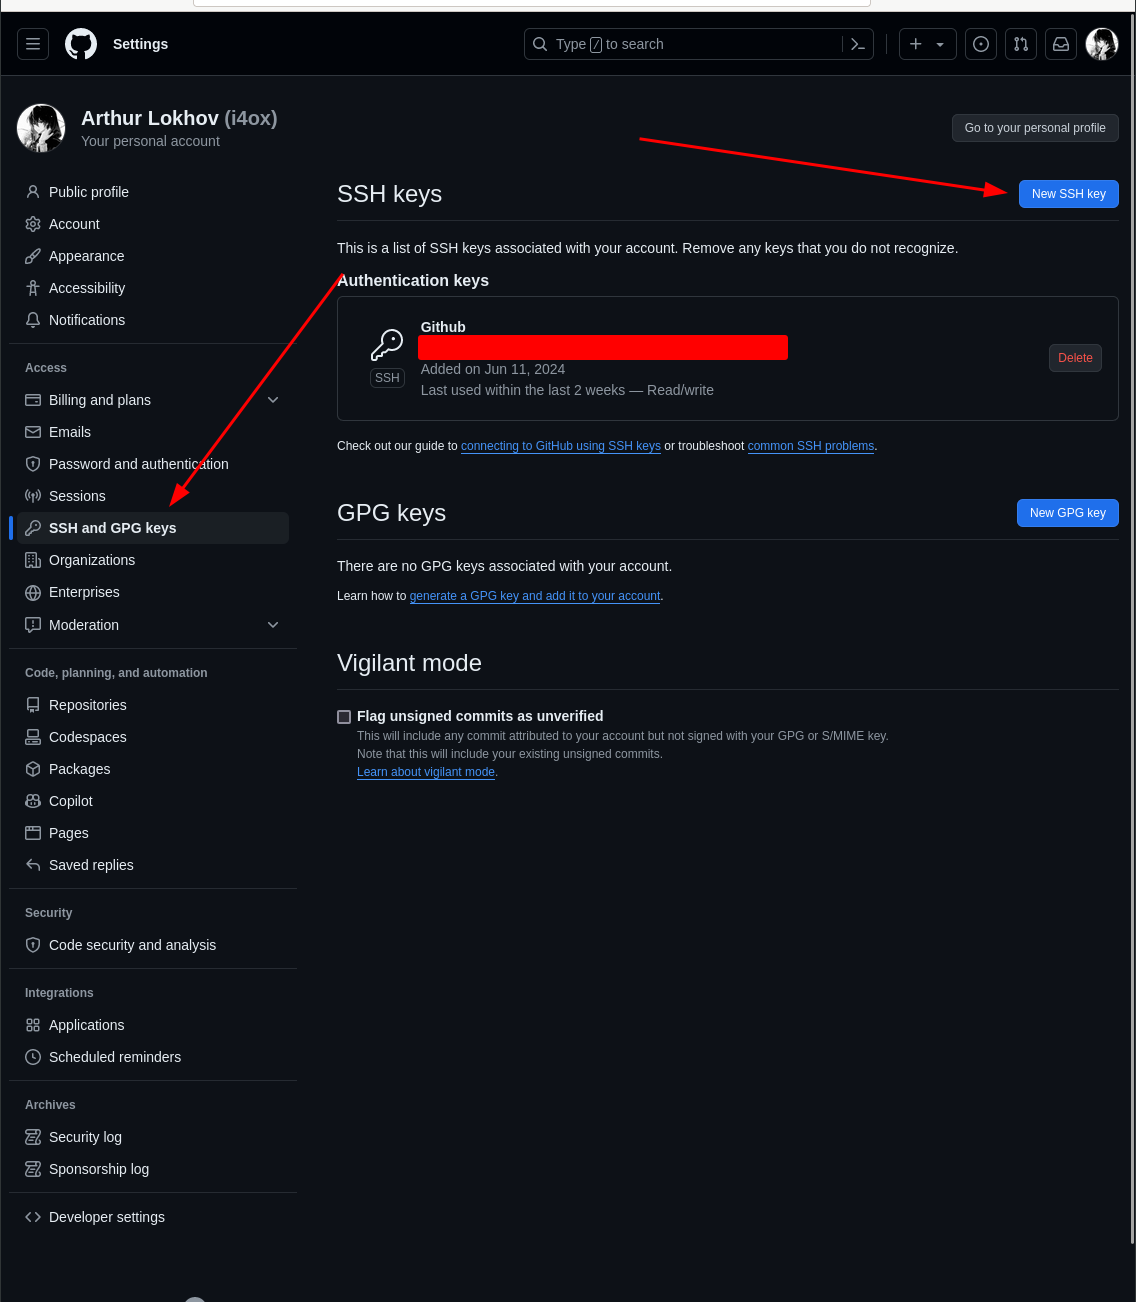 Settings
Type / to search
Arthur Lokhov (i4ox)
Your personal account
Go to your personal profile
Public profile
Account
Appearance
Accessibility
Notifications
Access
Billing and plans
Emails
Password and authentication
Sessions
SSH and GPG keys
Organizations
Enterprises
Moderation
Code, planning, and automation
Repositories
Codespaces
Packages
Copilot
Pages
Saved replies
Security
Code security and analysis
Integrations
Applications
Scheduled reminders
Archives
Security log
Sponsorship log
Developer settings
SSH keys
New SSH key
This is a list of SSH keys associated with your account. Remove any keys that you do not recognize.
Authentication keys
Github
SSH
Added on Jun 11, 2024
Last used within the last 2 weeks — Read/write
Delete
Check out our guide to connecting to GitHub using SSH keys or troubleshoot common SSH problems.
GPG keys
New GPG key
There are no GPG keys associated with your account.
Learn how to generate a GPG key and add it to your account.
Vigilant mode
Flag unsigned commits as unverified
This will include any commit attributed to your account but not signed with your GPG or S/MIME key.
Note that this will include your existing unsigned commits.
Learn about vigilant mode.